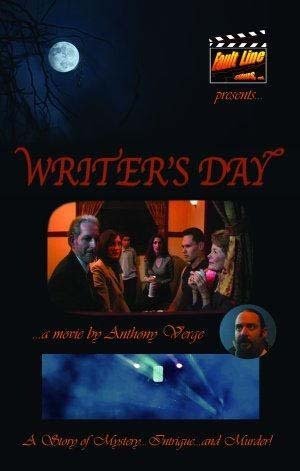 Fault Line
presents...
WRITER'S DAY
...a movie by Anthony Verge
A Story of Mystery...Intrigue...and Murder!